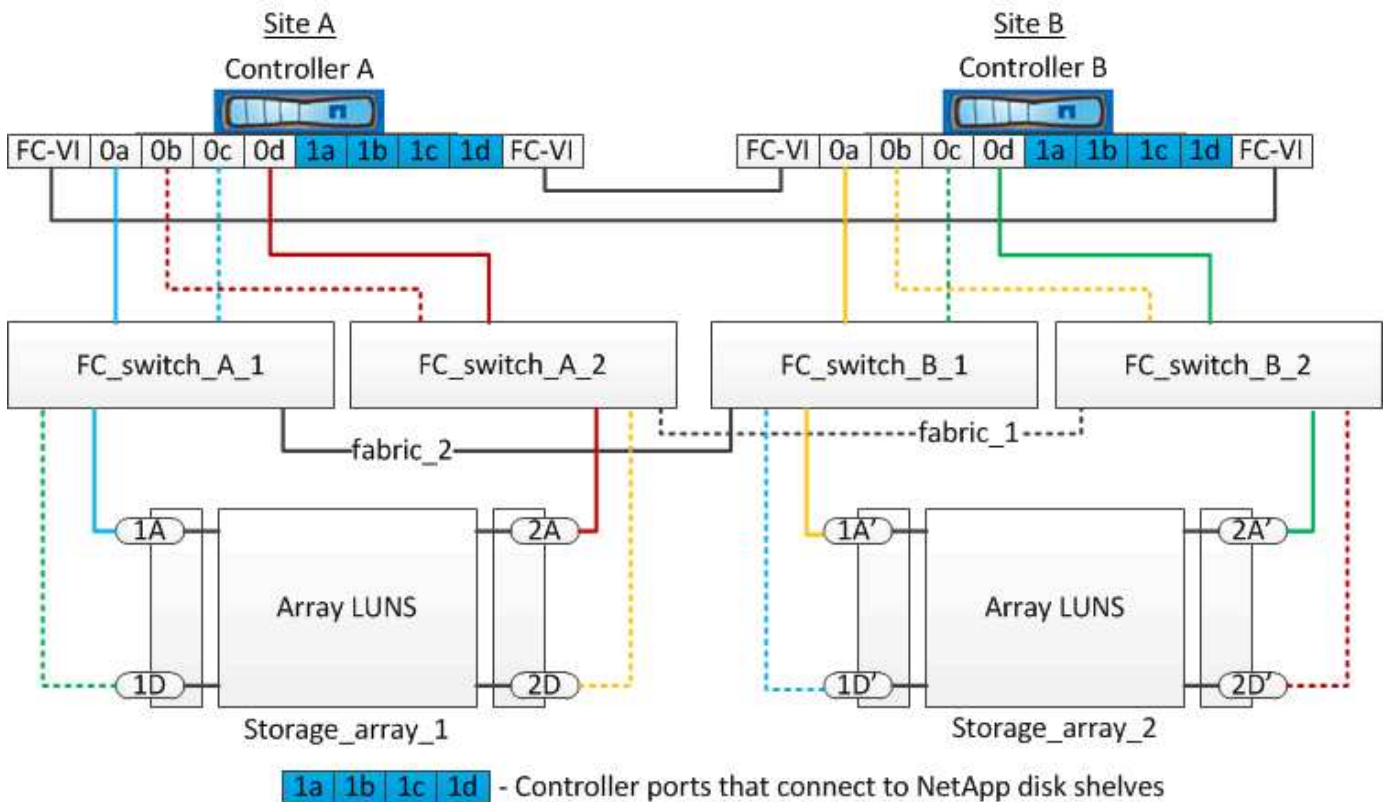 Site A Site B
Controller A Controller B
FC-VI 0a 0b 0c 0d 1a 1b 1c 1d FC-VI FC-VI 0a 0b 0c 0d 1a 1b 1c 1d FC-VI
FC_switch_A_1 FC_switch_A_2 FC_switch_B_1 FC_switch_B_2
fabric_1
fabric_2
1A 2A 1A’ 2A’
Array LUNS Array LUNS
1D 2D 1D’ 2D’
Storage_array_1 Storage_array_2
1a 1b 1c 1d - Controller ports that connect to NetApp disk shelves